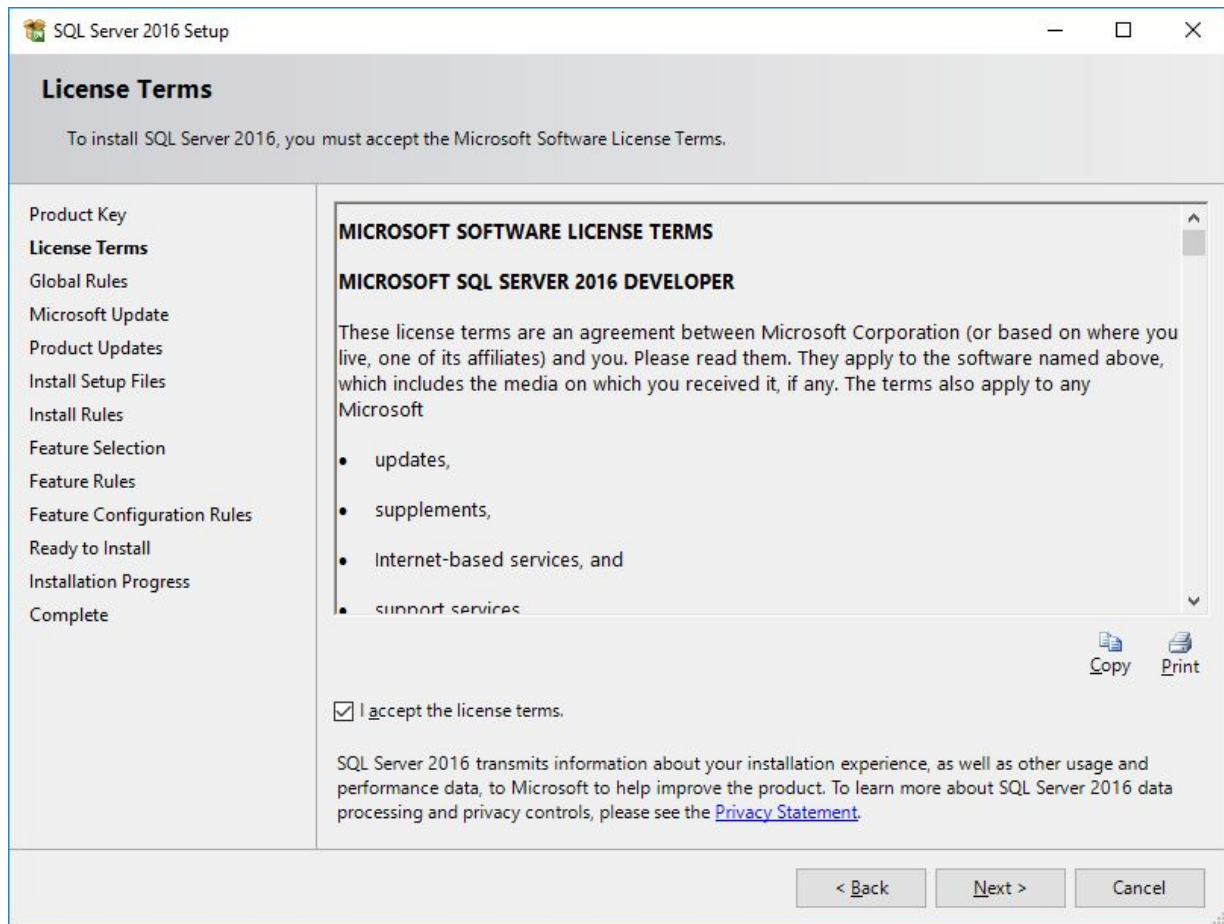 SQL Server 2016 Setup
License Terms
To install SQL Server 2016, you must accept the Microsoft Software License Terms.
Product Key
License Terms
Global Rules
Microsoft Update
Product Updates
Install Setup Files
Install Rules
Feature Selection
Feature Rules
Feature Configuration Rules
Ready to Install
Installation Progress
Complete
MICROSOFT SOFTWARE LICENSE TERMS
MICROSOFT SQL SERVER 2016 DEVELOPER
These license terms are an agreement between Microsoft Corporation (or based on where you
live, one of its affiliates) and you. Please read them. They apply to the software named above,
which includes the media on which you received it, if any. The terms also apply to any
Microsoft
• updates,
• supplements,
• Internet-based services, and
• support services
Copy Print
I accept the license terms.
SQL Server 2016 transmits information about your installation experience, as well as other usage and
performance data, to Microsoft to help improve the product. To learn more about SQL Server 2016 data
processing and privacy controls, please see the Privacy Statement.
< Back Next > Cancel